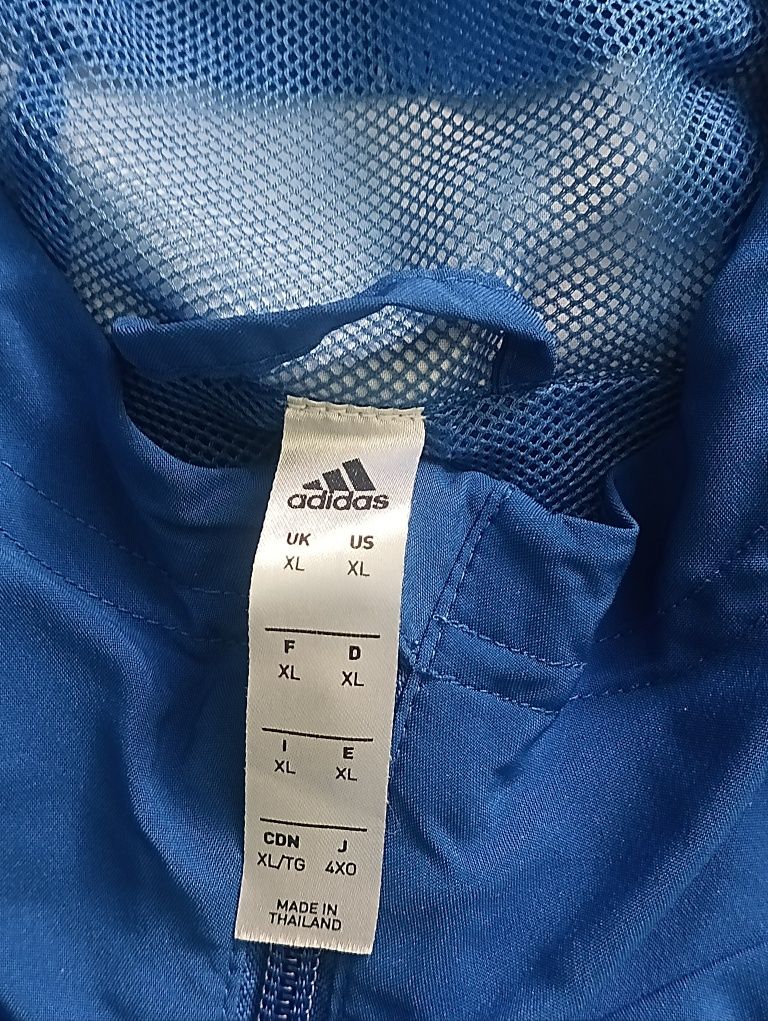 adidas
UK US
XL XL
F D
XL XL
I E
XL XL
CDN J
XL/TG 4XO
MADE IN
THAILAND